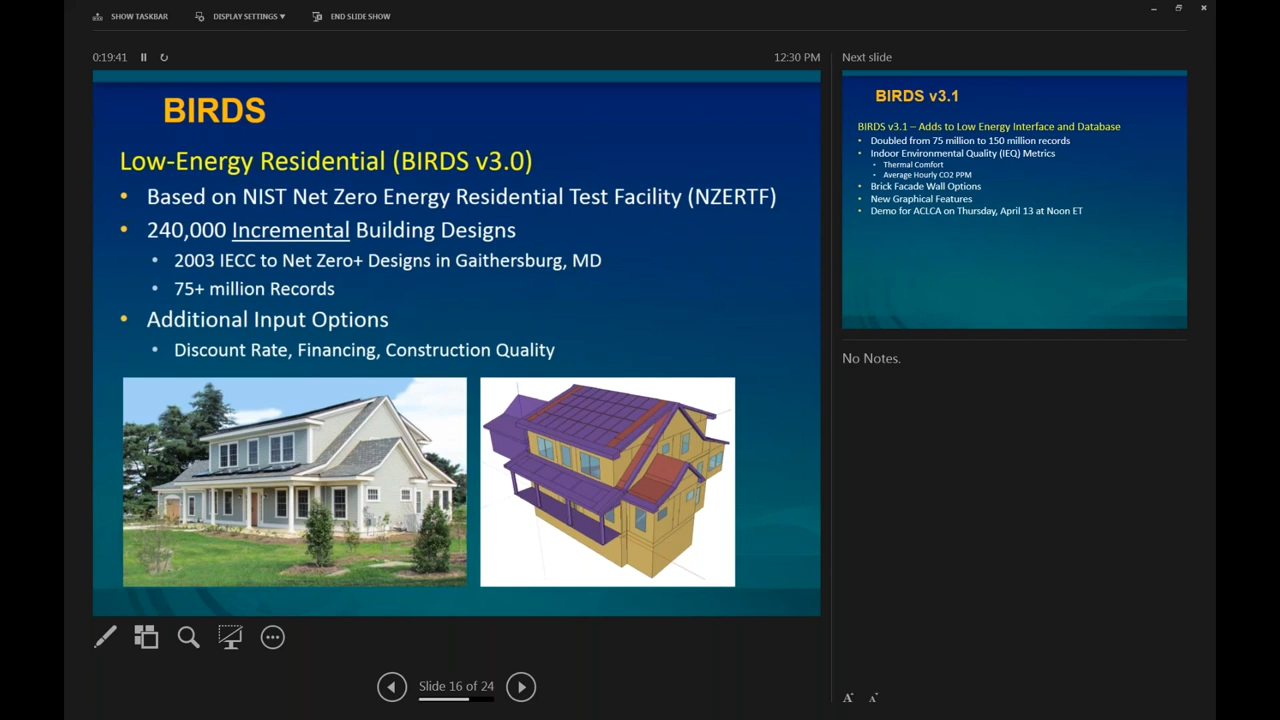 SHOW TASKBAR
DISPLAY SETTINGS ▼
END SLIDE SHOW
0:19:41
12:30 PM
BIRDS
Low-Energy Residential (BIRDS v3.0)
• Based on NIST Net Zero Energy Residential Test Facility (NZERTF)
• 240,000 Incremental Building Designs
• 2003 IECC to Net Zero+ Designs in Gaithersburg, MD
• 75+ million Records
• Additional Input Options
• Discount Rate, Financing, Construction Quality
Slide 16 of 24
Next slide
BIRDS v3.1
BIRDS v3.1 – Adds to Low Energy Interface and Database
• Doubled from 75 million to 150 million records
• Indoor Environmental Quality (IEQ) Metrics
• Thermal Comfort
• Average Hourly CO2 PPM
• Brick Facade Wall Options
• New Graphical Features
• Demo for ACLCA on Thursday, April 13 at Noon ET
No Notes.
A A